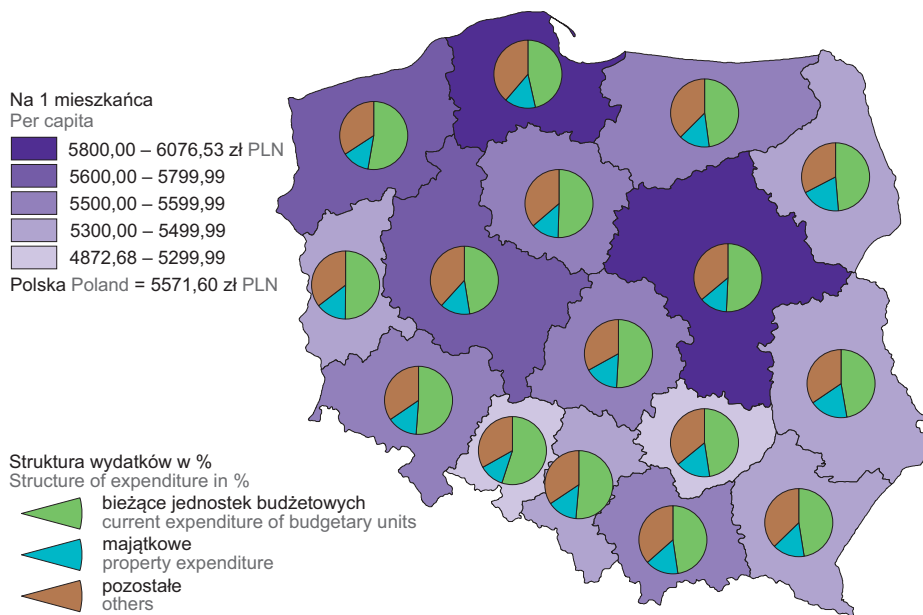 Na 1 mieszkańca
Per capita
5800,00 – 6076,53 zł PLN
5600,00 – 5799,99
5500,00 – 5599,99
5300,00 – 5499,99
4872,68 – 5299,99
Polska Poland = 5571,60 zł PLN
Struktura wydatków w %
Structure of expenditure in %
bieżące jednostek budżetowych
current expenditure of budgetary units
majątkowe
property expenditure
pozostałe
others